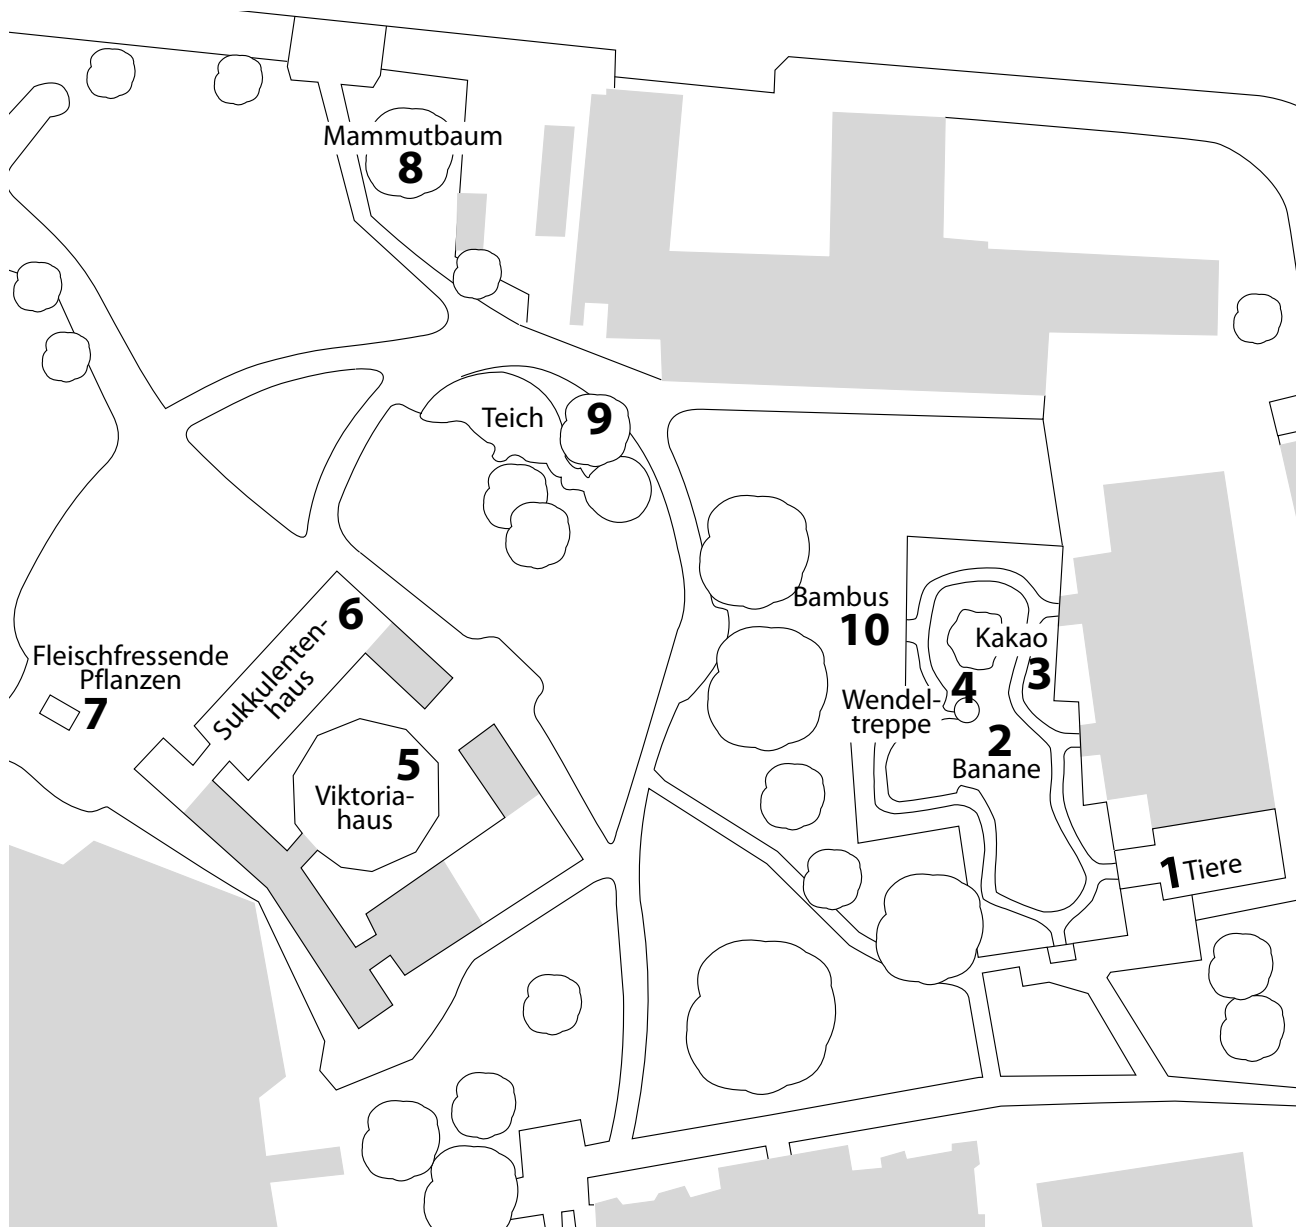 Mammutbaum
8
Teich
9
Bambus
10
Kakao
3
4
Wendel-
treppe
2
Banane
1 Tiere
6
Sukkulenten-
haus
Fleischfressende
Pflanzen
7
5
Viktoria-
haus